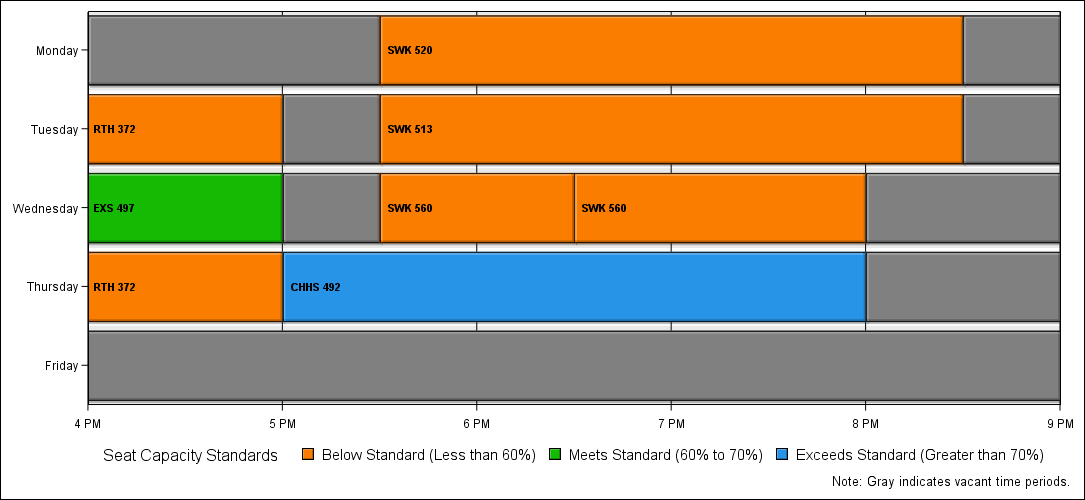 Monday
SWK 520
Tuesday
RTH 372
SWK 513
Wednesday
EXS 497
SWK 560
SWK 560
Thursday
RTH 372
CHHS 492
Friday
4 PM 5 PM 6 PM 7 PM 8 PM 9 PM
Seat Capacity Standards Below Standard (Less than 60%) Meets Standard (60% to 70%) Exceeds Standard (Greater than 70%)
Note: Gray indicates vacant time periods.